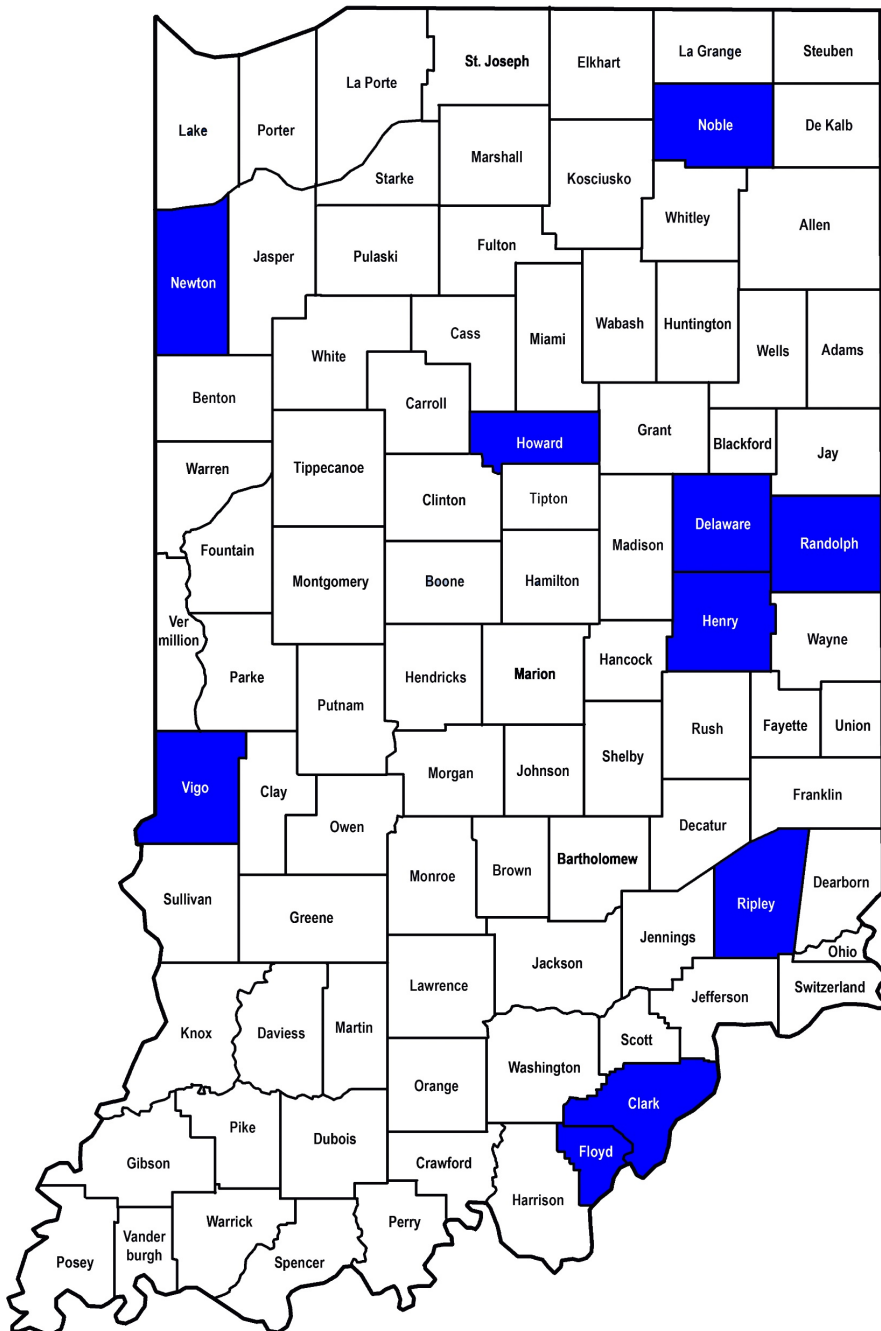 St. Joseph
Elkhart
La Grange
Steuben
La Porte
Lake
Porter
Noble
De Kalb
Marshall
Starke
Kosciusko
Whitley
Allen
Newton
Jasper
Pulaski
Fulton
Cass
Miami
Wabash
Huntington
Wells
Adams
White
Benton
Carroll
Howard
Grant
Blackford
Jay
Warren
Tippecanoe
Clinton
Tipton
Delaware
Randolph
Fountain
Madison
Montgomery
Boone
Hamilton
Henry
Ver
million
Wayne
Parke
Hendricks
Marion
Hancock
Putnam
Rush
Fayette
Union
Vigo
Clay
Morgan
Johnson
Shelby
Franklin
Owen
Decatur
Monroe
Brown
Bartholomew
Dearborn
Sullivan
Greene
Ripley
Jennings
Ohio
Jackson
Lawrence
Switzerland
Jefferson
Knox
Daviess
Martin
Scott
Washington
Orange
Clark
Pike
Dubois
Floyd
Gibson
Crawford
Harrison
Warrick
Perry
Vander
burgh
Posey
Spencer